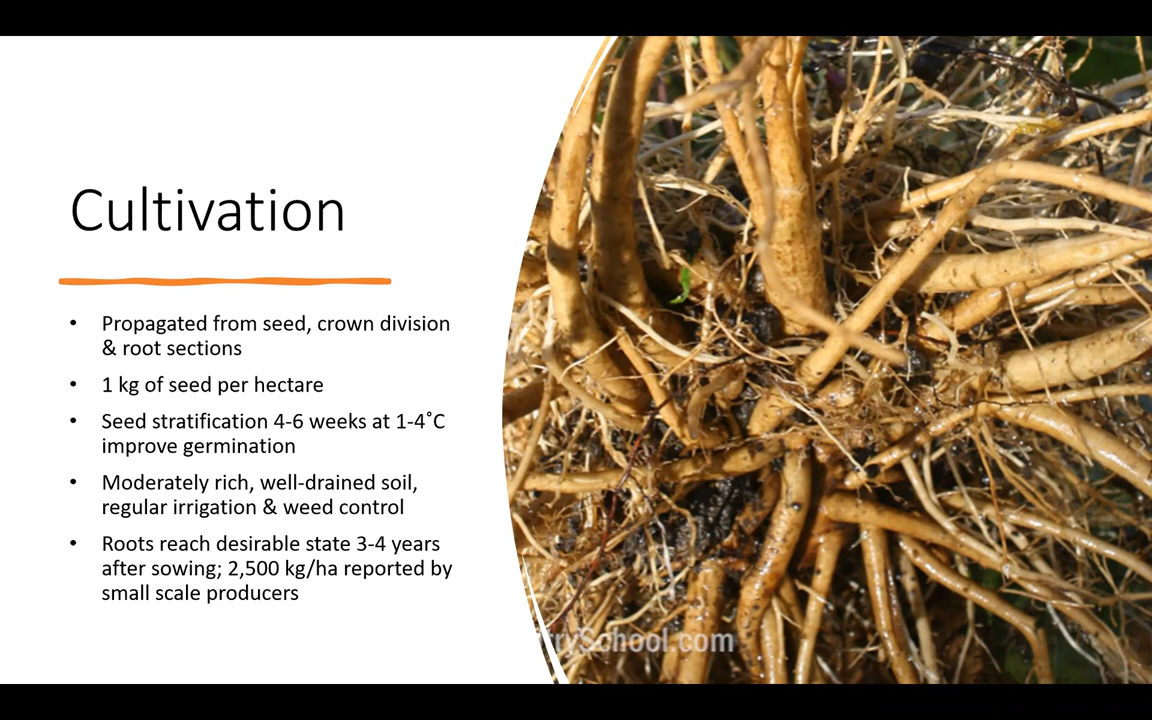 Cultivation
• Propagated from seed, crown division
& root sections
• 1 kg of seed per hectare
• Seed stratification 4-6 weeks at 1-4˚C
improve germination
• Moderately rich, well-drained soil,
regular irrigation & weed control
• Roots reach desirable state 3-4 years
after sowing; 2,500 kg/ha reported by
small scale producers
rrySchool.com